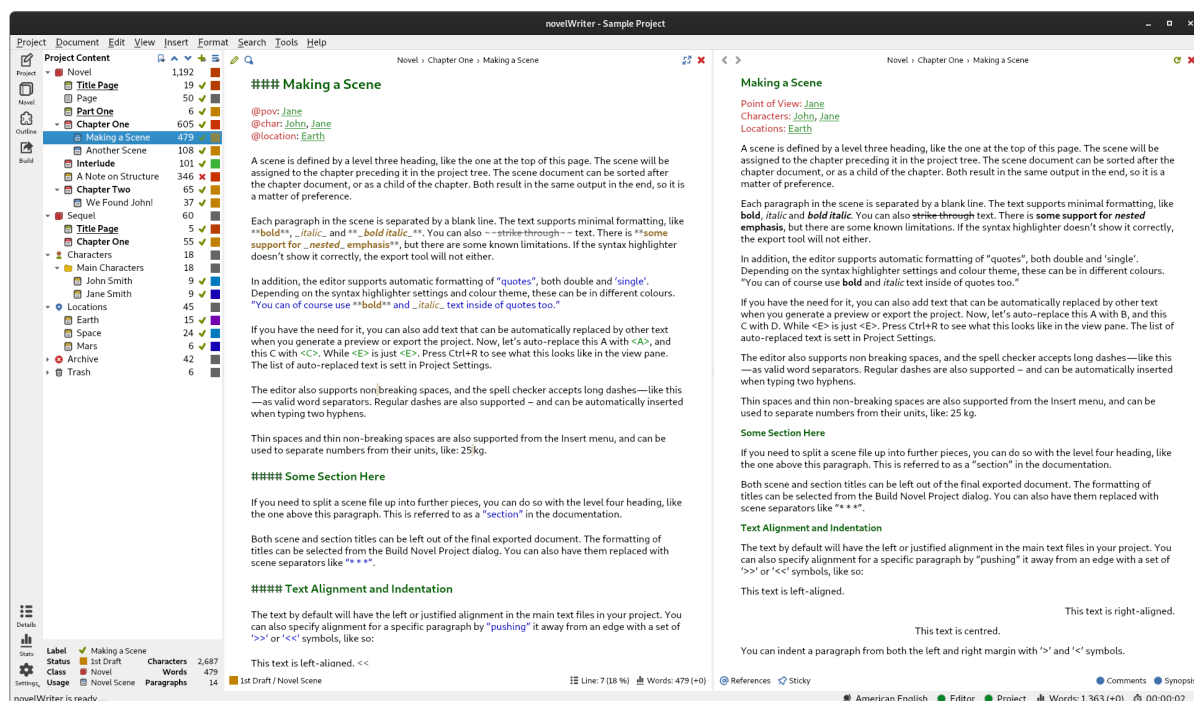 novelWriter - Sample Project
Project Document Edit View Insert Format Search Tools Help
Project
Novel
Outline
Build
Details
Stats
Settings
Project Content
Novel 1,192
Title Page 19
Page 50
Part One 6
Chapter One 605
Making a Scene 479
Another Scene 108
Interlude 101
A Note on Structure 346
Chapter Two 65
We Found John! 37
Sequel 60
Title Page 5
Chapter One 55
Characters 18
Main Characters 18
John Smith 9
Jane Smith 9
Locations 45
Earth 15
Space 24
Mars 6
Archive 42
Trash 6
Label Making a Scene
Status 1st Draft Characters 2,687
Class Novel Words 479
Usage Novel Scene Paragraphs 14
Novel › Chapter One › Making a Scene
### Making a Scene
@pov: Jane
@char: John, Jane
@location: Earth
A scene is defined by a level three heading, like the one at the top of this page. The scene will be
assigned to the chapter preceding it in the project tree. The scene document can be sorted after
the chapter document, or as a child of the chapter. Both result in the same output in the end, so it is
a matter of preference.
Each paragraph in the scene is separated by a blank line. The text supports minimal formatting, like
**bold**, _italic_ and **_bold italic_**. You can also ~~strike through~~ text. There is **some
support for _nested_ emphasis**, but there are some known limitations. If the syntax highlighter
doesn’t show it correctly, the export tool will not either.
In addition, the editor supports automatic formatting of “quotes”, both double and ‘single’.
Depending on the syntax highlighter settings and colour theme, these can be in different colours.
“You can of course use **bold** and _italic_ text inside of quotes too.”
If you have the need for it, you can also add text that can be automatically replaced by other text
when you generate a preview or export the project. Now, let’s auto-replace this A with <A>, and
this C with <C>. While <E> is just <E>. Press Ctrl+R to see what this looks like in the view pane.
The list of auto-replaced text is sett in Project Settings.
The editor also supports non breaking spaces, and the spell checker accepts long dashes—like this
—as valid word separators. Regular dashes are also supported – and can be automatically inserted
when typing two hyphens.
Thin spaces and thin non-breaking spaces are also supported from the Insert menu, and can be
used to separate numbers from their units, like: 25 kg.
#### Some Section Here
If you need to split a scene file up into further pieces, you can do so with the level four heading, like
the one above this paragraph. This is referred to as a “section” in the documentation.
Both scene and section titles can be left out of the final exported document. The formatting of
titles can be selected from the Build Novel Project dialog. You can also have them replaced with
scene separators like “* * *”.
#### Text Alignment and Indentation
The text by default will have the left or justified alignment in the main text files in your project. You
can also specify alignment for a specific paragraph by “pushing” it away from an edge with a set of
‘>>’ or ‘<<’ symbols, like so:
This text is left-aligned. <<
1st Draft / Novel Scene Line: 7 (18 %) Words: 479 (+0)
Novel › Chapter One › Making a Scene
Making a Scene
Point of View: Jane
Characters: John, Jane
Locations: Earth
A scene is defined by a level three heading, like the one at the top of this page. The scene will be
assigned to the chapter preceding it in the project tree. The scene document can be sorted after the
chapter document, or as a child of the chapter. Both result in the same output in the end, so it is a
matter of preference.
Each paragraph in the scene is separated by a blank line. The text supports minimal formatting, like
bold, italic and bold italic. You can also strike through text. There is some support for nested
emphasis, but there are some known limitations. If the syntax highlighter doesn’t show it correctly,
the export tool will not either.
In addition, the editor supports automatic formatting of “quotes”, both double and ‘single’.
Depending on the syntax highlighter settings and colour theme, these can be in different colours.
“You can of course use bold and italic text inside of quotes too.”
If you have the need for it, you can also add text that can be automatically replaced by other text
when you generate a preview or export the project. Now, let’s auto-replace this A with B, and this
C with D. While <E> is just <E>. Press Ctrl+R to see what this looks like in the view pane. The list of
auto-replaced text is sett in Project Settings.
The editor also supports non breaking spaces, and the spell checker accepts long dashes—like this
—as valid word separators. Regular dashes are also supported – and can be automatically inserted
when typing two hyphens.
Thin spaces and thin non-breaking spaces are also supported from the Insert menu, and can be
used to separate numbers from their units, like: 25 kg.
Some Section Here
If you need to split a scene file up into further pieces, you can do so with the level four heading, like
the one above this paragraph. This is referred to as a “section” in the documentation.
Both scene and section titles can be left out of the final exported document. The formatting of
titles can be selected from the Build Novel Project dialog. You can also have them replaced with
scene separators like “* * *”.
Text Alignment and Indentation
The text by default will have the left or justified alignment in the main text files in your project. You
can also specify alignment for a specific paragraph by “pushing” it away from an edge with a set of
‘>>’ or ‘<<’ symbols, like so:
This text is left-aligned.
This text is right-aligned.
This text is centred.
You can indent a paragraph from both the left and right margin with ‘>’ and ‘<’ symbols.
References Sticky Comments Synopsis
novelWriter is ready ... American English Editor Project Words: 1,363 (+0) 00:00:02